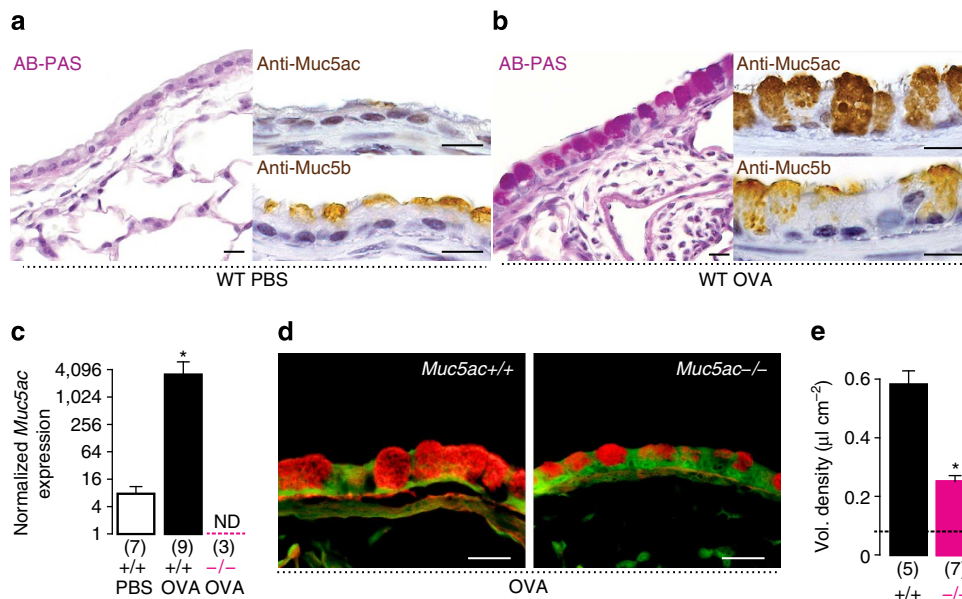 a
AB-PAS
Anti-Muc5ac
Anti-Muc5b
WT PBS
b
AB-PAS
Anti-Muc5ac
Anti-Muc5b
WT OVA
c
Normalized Muc5ac
expression
4,096
1,024
256
64
16
4
1
*
ND
(7) (9) (3)
+/+ +/+ −/−
PBS OVA OVA
d
Muc5ac+/+
Muc5ac−/−
OVA
e
Vol. density (μl cm−2)
0.6
0.4
0.2
0
*
(5) (7)
+/+ −/−